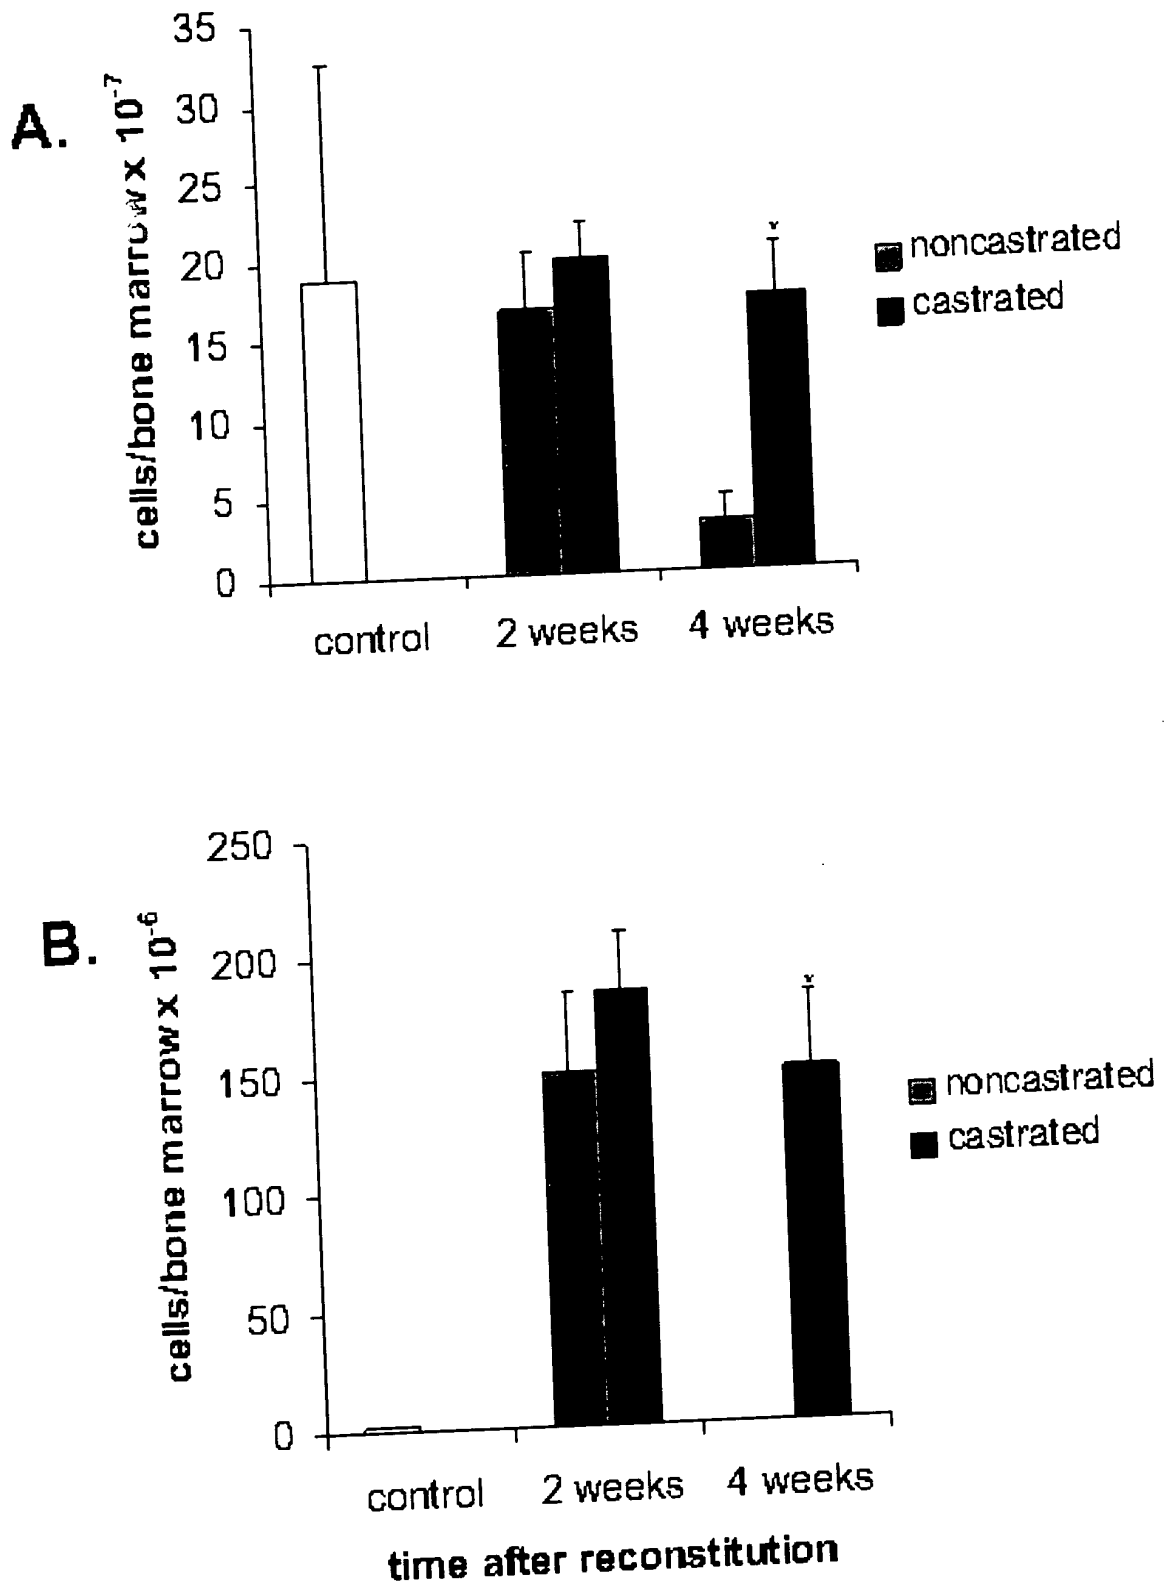 A.
cells/bone marrow x 10-7
35
30
25
20
15
10
5
0
control
2 weeks
4 weeks
*
noncastrated
castrated
B.
cells/bone marrow x 10-6
250
200
150
100
50
0
control
2 weeks
4 weeks
*
noncastrated
castrated
time after reconstitution